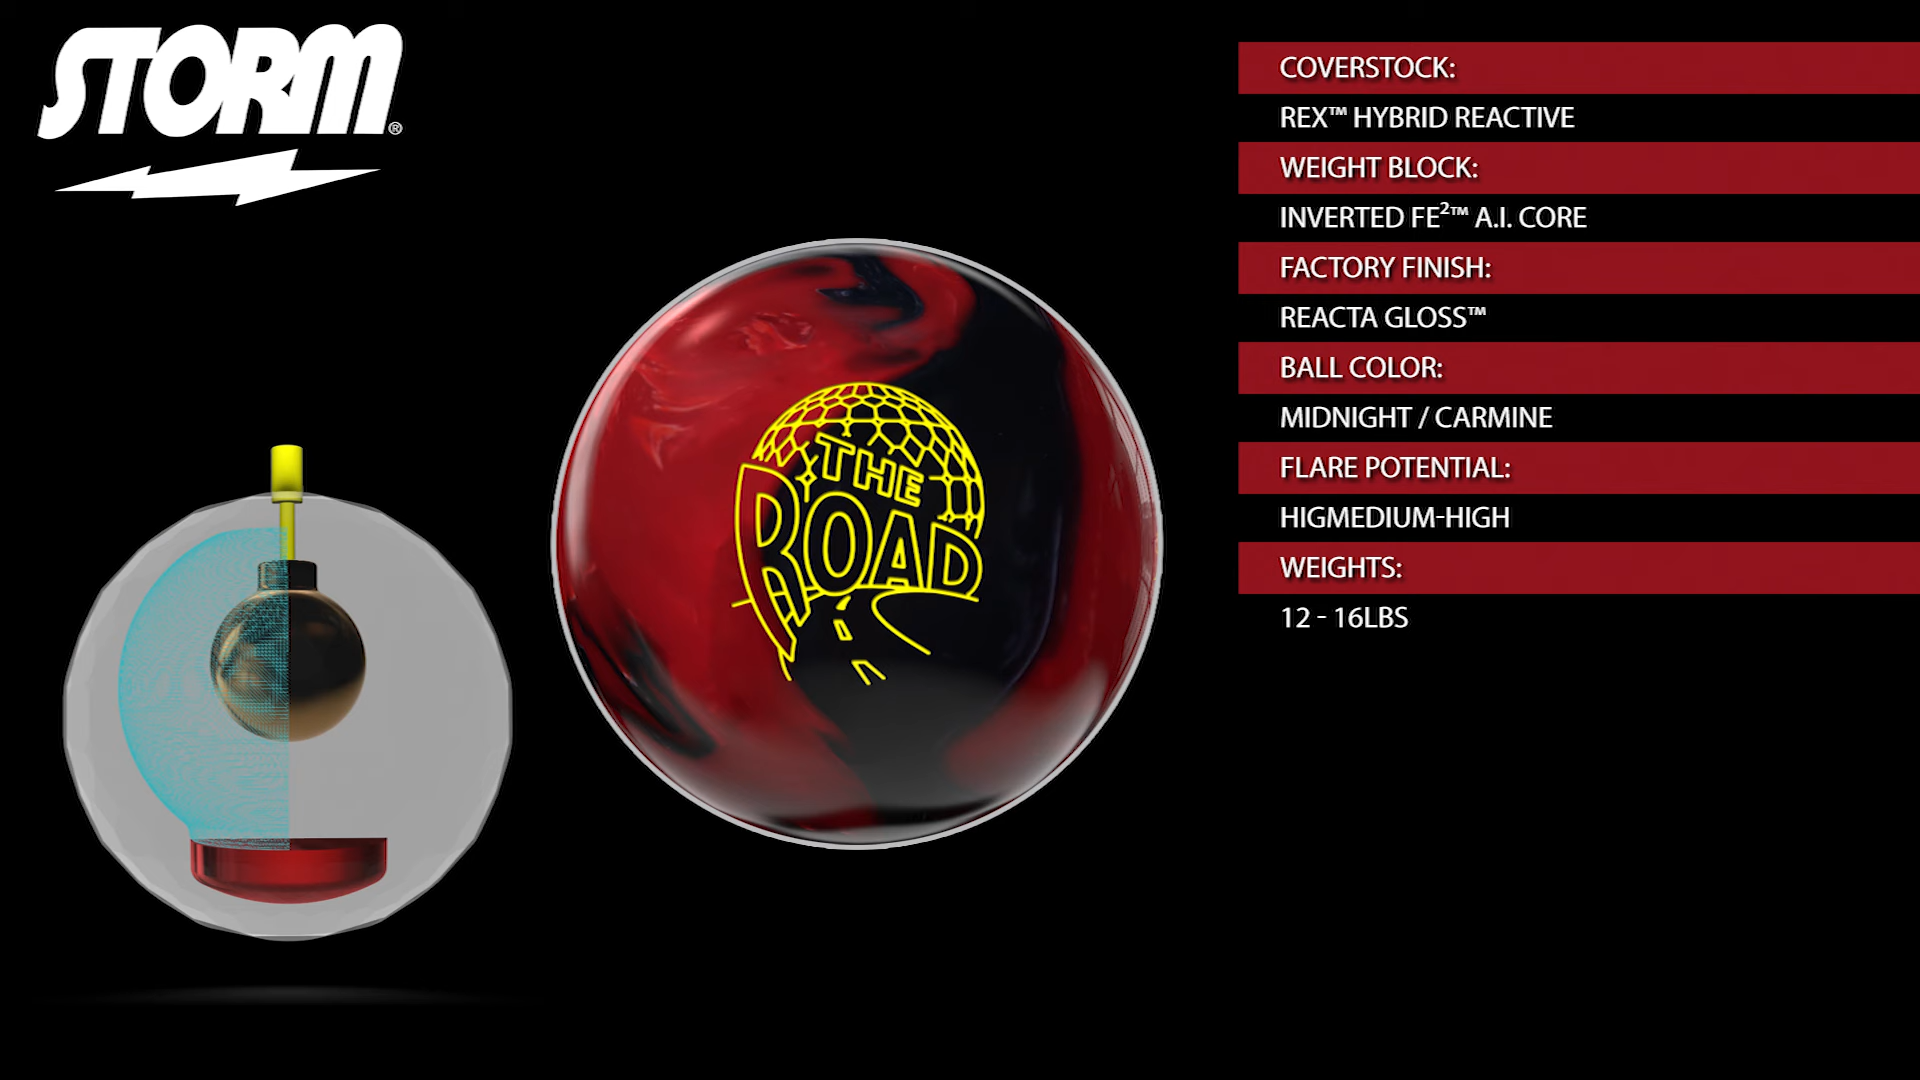 STORM®
THE
ROAD
COVERSTOCK:
REX™ HYBRID REACTIVE
WEIGHT BLOCK:
INVERTED FE²™ A.I. CORE
FACTORY FINISH:
REACTA GLOSS™
BALL COLOR:
MIDNIGHT / CARMINE
FLARE POTENTIAL:
HIGMEDIUM-HIGH
WEIGHTS:
12 - 16LBS